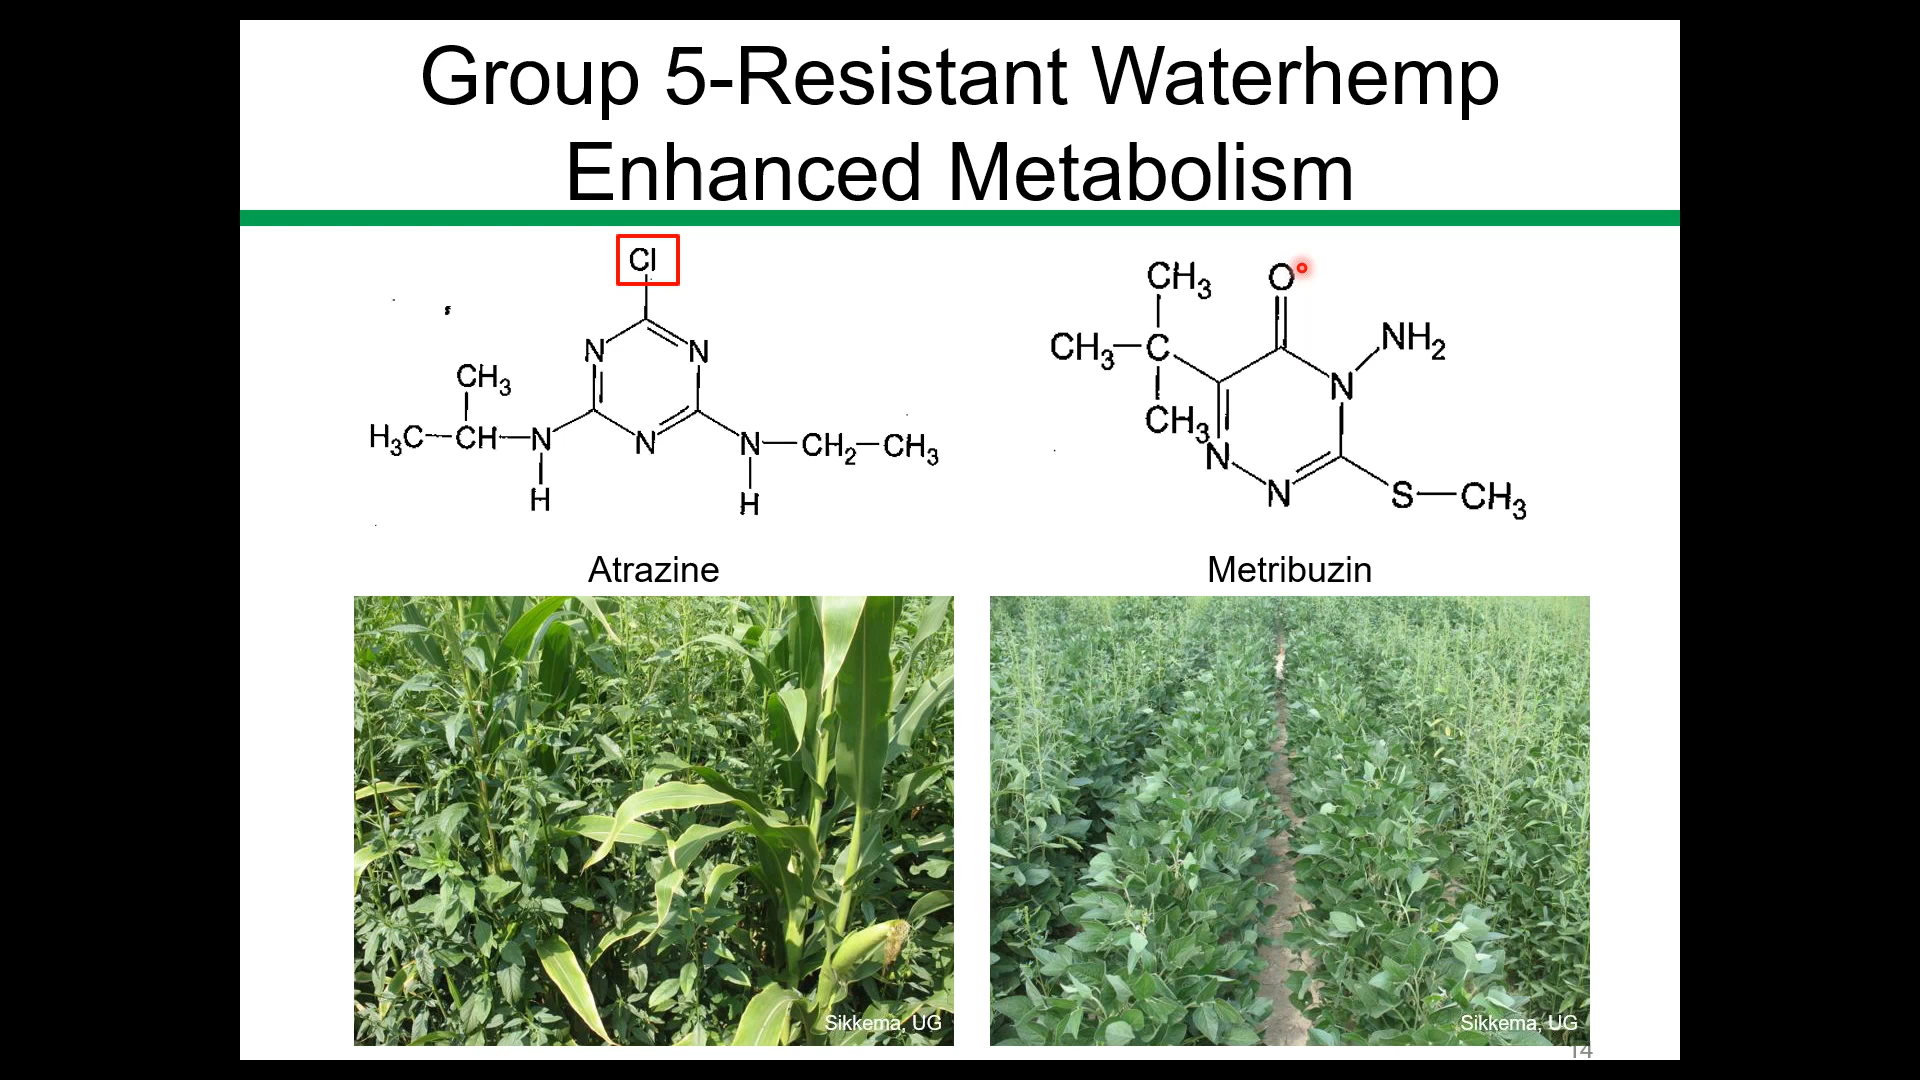 Group 5-Resistant Waterhemp
Enhanced Metabolism
Cl
N
N
CH3
H3C-CH-N
N
N-CH2-CH3
H
H
CH3
O
CH3-C
NH2
N
CH3
N
N
S-CH3
Atrazine
Metribuzin
Sikkema, UG
Sikkema, UG
14